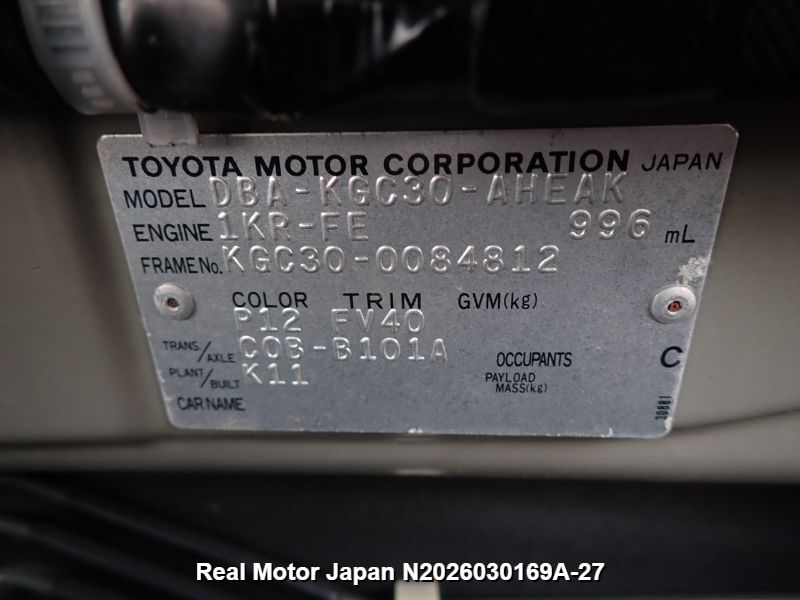 TOYOTA MOTOR CORPORATION JAPAN
MODEL DBA-KGC30-AHEAK
ENGINE 1KR-FE 996 mL
FRAME No. KGC30-0084812
COLOR TRIM GVM(kg)
P12 FV40
TRANS./AXLE C0B-B101A OCCUPANTS C
PLANT/BUILT K11 PAYLOAD MASS(kg)
CAR NAME
30881
Real Motor Japan N2026030169A-27